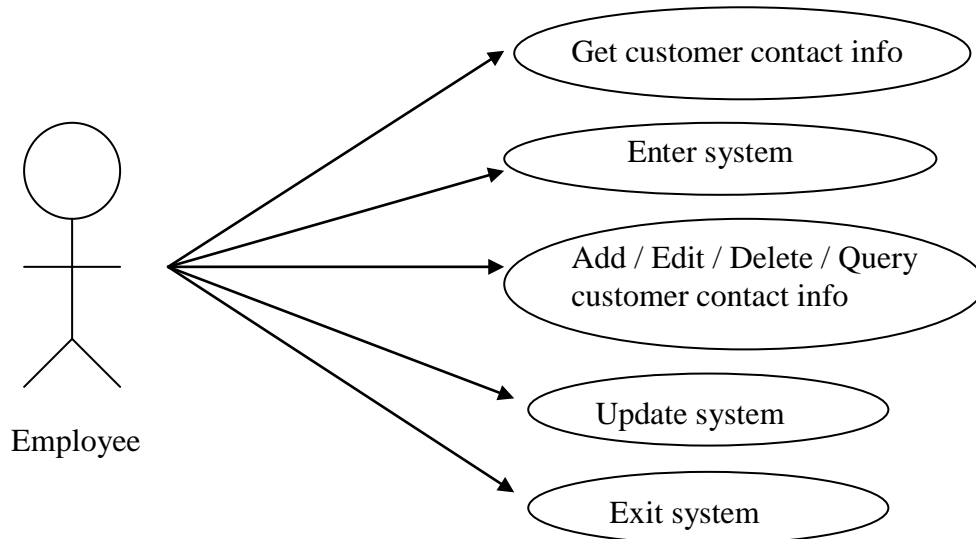 Get customer contact info
Enter system
Add / Edit / Delete / Query
customer contact info
Update system
Employee
Exit system